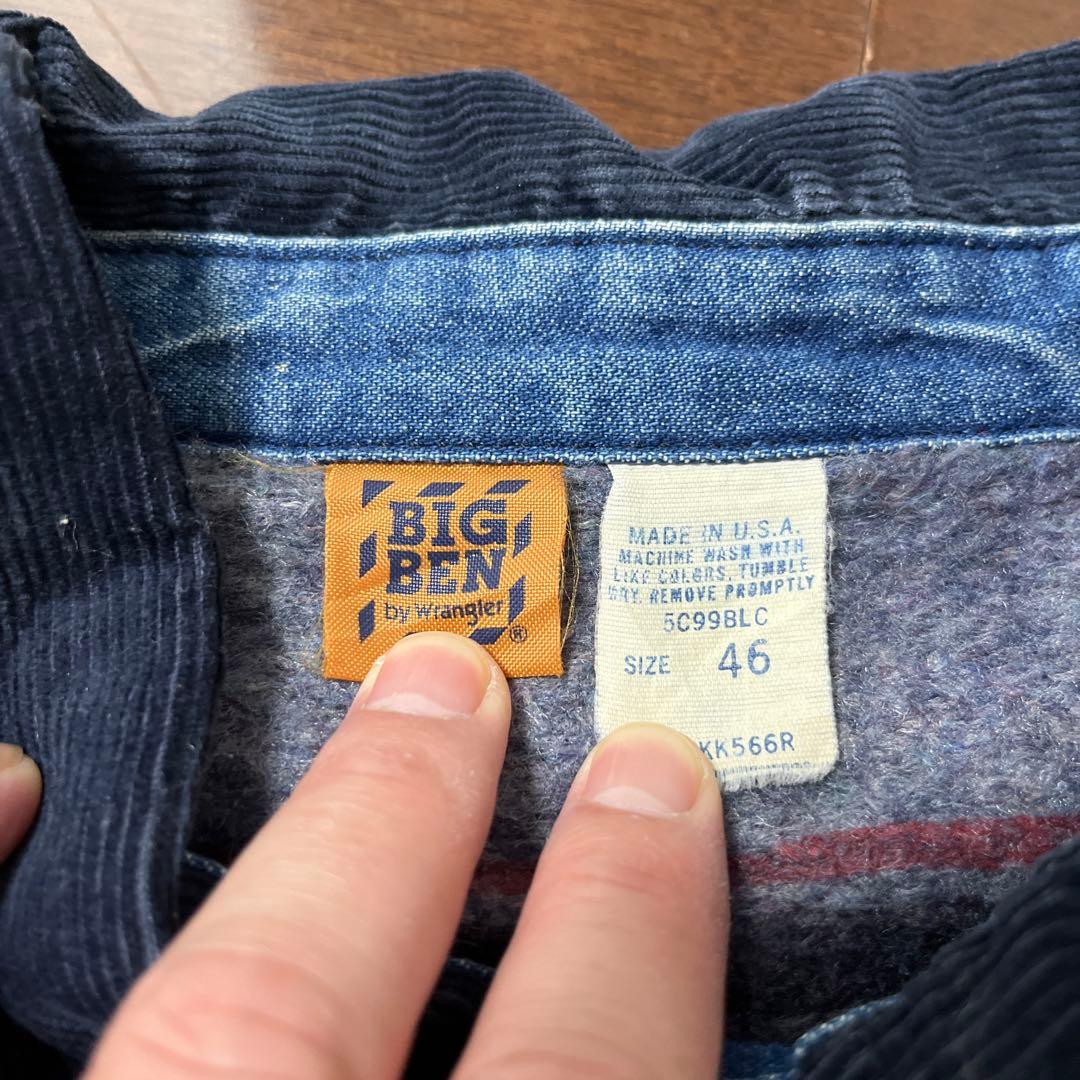 BIG
BEN
by Wrangler
®
MADE IN U.S.A.
MACHINE WASH WITH
LIKE COLORS. TUMBLE
DRY. REMOVE PROMPTLY
5C99BLC
SIZE 46
KK566R